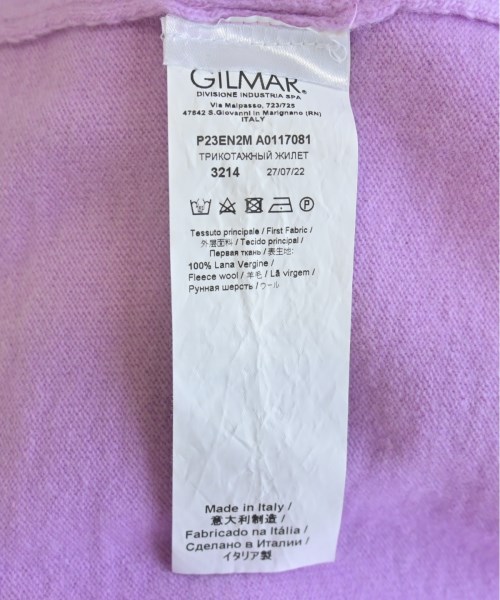 GILMAR
DIVISIONE INDUSTRIA SPA
Via Malpasso, 723/725
47842 S.Giovanni in Marignano (RN)
ITALY
P23EN2M A0117081
ТРИКОТАЖНЫЙ ЖИЛЕТ
3214 27/07/22
Tessuto principale / First Fabric /
外层面料 / Tecido principal /
Первая ткань / 表生地:
100% Lana Vergine /
Fleece wool / 羊毛 / Lã virgem /
Рунная шерсть / ウール
Made in Italy /
意大利制造 /
Fabricado na Itália /
Сделано в Италии /
イタリア製